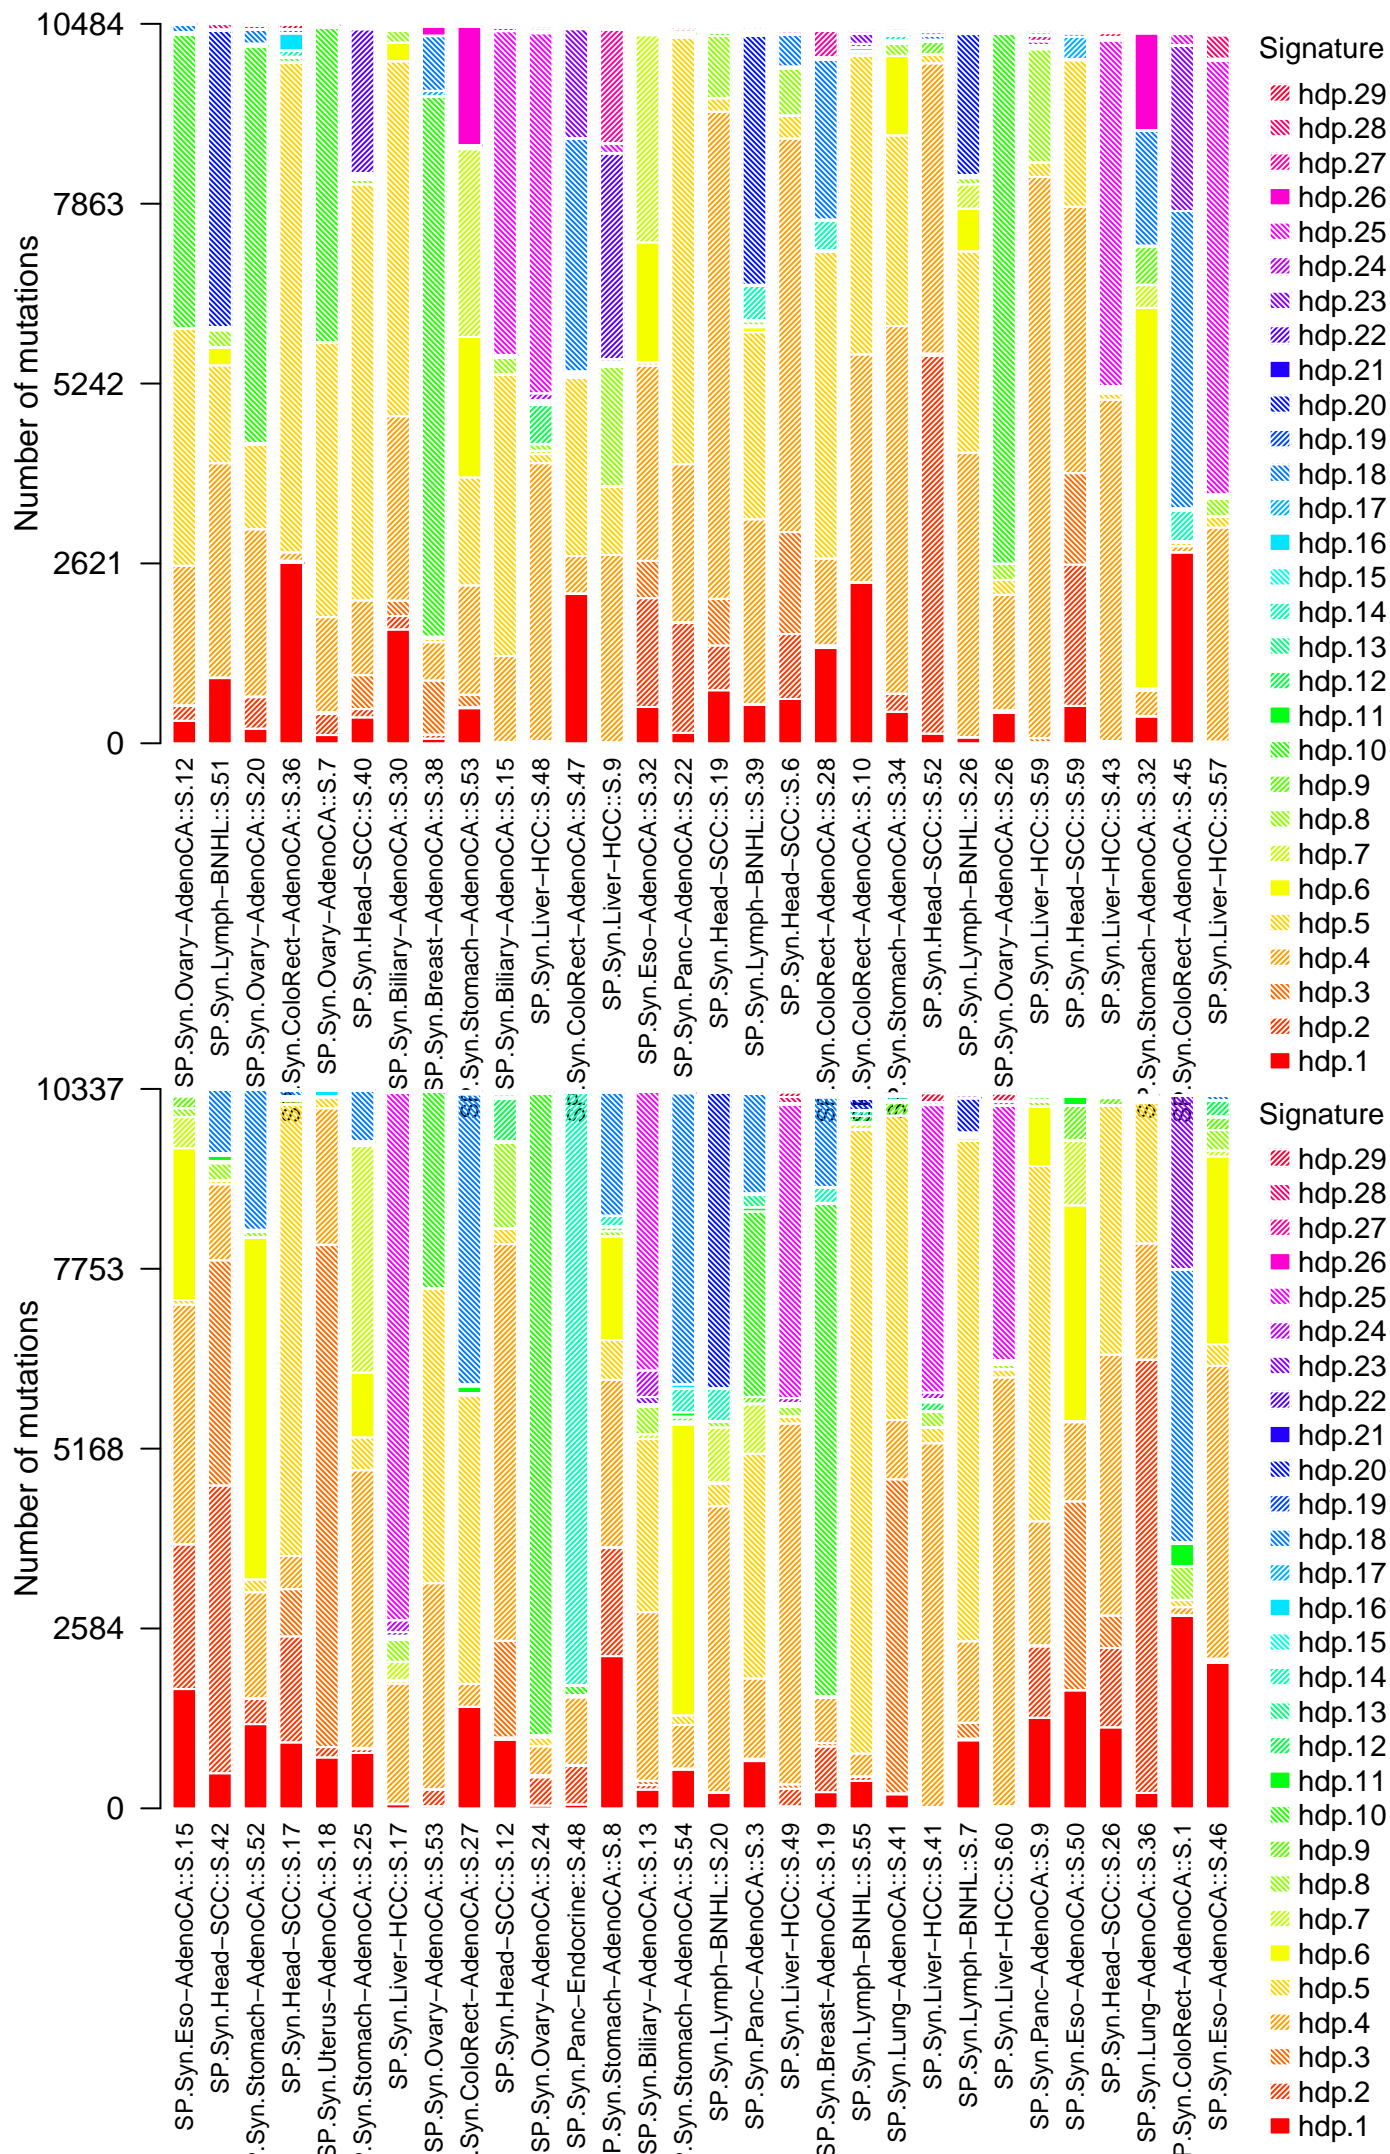 10484
7863
5242
2621
0
Number of mutations
Signature
hdp.29
hdp.28
hdp.27
hdp.26
hdp.25
hdp.24
hdp.23
hdp.22
hdp.21
hdp.20
hdp.19
hdp.18
hdp.17
hdp.16
hdp.15
hdp.14
hdp.13
hdp.12
hdp.11
hdp.10
hdp.9
hdp.8
hdp.7
hdp.6
hdp.5
hdp.4
hdp.3
hdp.2
hdp.1
SP.Syn.Ovary−AdenoCA::S.12
SP.Syn.Lymph−BNHL::S.51
SP.Syn.Ovary−AdenoCA::S.20
SP.Syn.ColoRect−AdenoCA::S.36
SP.Syn.Ovary−AdenoCA::S.7
SP.Syn.Head−SCC::S.40
SP.Syn.Biliary−AdenoCA::S.30
SP.Syn.Breast−AdenoCA::S.38
SP.Syn.Stomach−AdenoCA::S.53
SP.Syn.Biliary−AdenoCA::S.15
SP.Syn.Liver−HCC::S.48
SP.Syn.ColoRect−AdenoCA::S.47
SP.Syn.Liver−HCC::S.9
SP.Syn.Eso−AdenoCA::S.32
SP.Syn.Panc−AdenoCA::S.22
SP.Syn.Head−SCC::S.19
SP.Syn.Lymph−BNHL::S.39
SP.Syn.Head−SCC::S.6
SP.Syn.ColoRect−AdenoCA::S.28
SP.Syn.ColoRect−AdenoCA::S.10
SP.Syn.Stomach−AdenoCA::S.34
SP.Syn.Head−SCC::S.52
SP.Syn.Lymph−BNHL::S.26
SP.Syn.Ovary−AdenoCA::S.26
SP.Syn.Liver−HCC::S.59
SP.Syn.Head−SCC::S.59
SP.Syn.Liver−HCC::S.43
SP.Syn.Stomach−AdenoCA::S.32
SP.Syn.ColoRect−AdenoCA::S.45
SP.Syn.Liver−HCC::S.57
10337
7753
5168
2584
0
Number of mutations
Signature
hdp.29
hdp.28
hdp.27
hdp.26
hdp.25
hdp.24
hdp.23
hdp.22
hdp.21
hdp.20
hdp.19
hdp.18
hdp.17
hdp.16
hdp.15
hdp.14
hdp.13
hdp.12
hdp.11
hdp.10
hdp.9
hdp.8
hdp.7
hdp.6
hdp.5
hdp.4
hdp.3
hdp.2
hdp.1
SP.Syn.Eso−AdenoCA::S.15
SP.Syn.Head−SCC::S.42
P.Syn.Stomach−AdenoCA::S.52
SP.Syn.Head−SCC::S.17
SP.Syn.Uterus−AdenoCA::S.18
P.Syn.Stomach−AdenoCA::S.25
SP.Syn.Liver−HCC::S.17
SP.Syn.Ovary−AdenoCA::S.53
.Syn.ColoRect−AdenoCA::S.27
SP.Syn.Head−SCC::S.12
SP.Syn.Ovary−AdenoCA::S.24
SP.Syn.Panc−Endocrine::S.48
SP.Syn.Stomach−AdenoCA::S.8
SP.Syn.Biliary−AdenoCA::S.13
P.Syn.Stomach−AdenoCA::S.54
SP.Syn.Lymph−BNHL::S.20
SP.Syn.Panc−AdenoCA::S.3
SP.Syn.Liver−HCC::S.49
SP.Syn.Breast−AdenoCA::S.19
SP.Syn.Lymph−BNHL::S.55
SP.Syn.Lung−AdenoCA::S.41
SP.Syn.Liver−HCC::S.41
SP.Syn.Lymph−BNHL::S.7
SP.Syn.Liver−HCC::S.60
SP.Syn.Panc−AdenoCA::S.9
SP.Syn.Eso−AdenoCA::S.50
SP.Syn.Head−SCC::S.26
SP.Syn.Lung−AdenoCA::S.36
P.Syn.ColoRect−AdenoCA::S.1
SP.Syn.Eso−AdenoCA::S.46